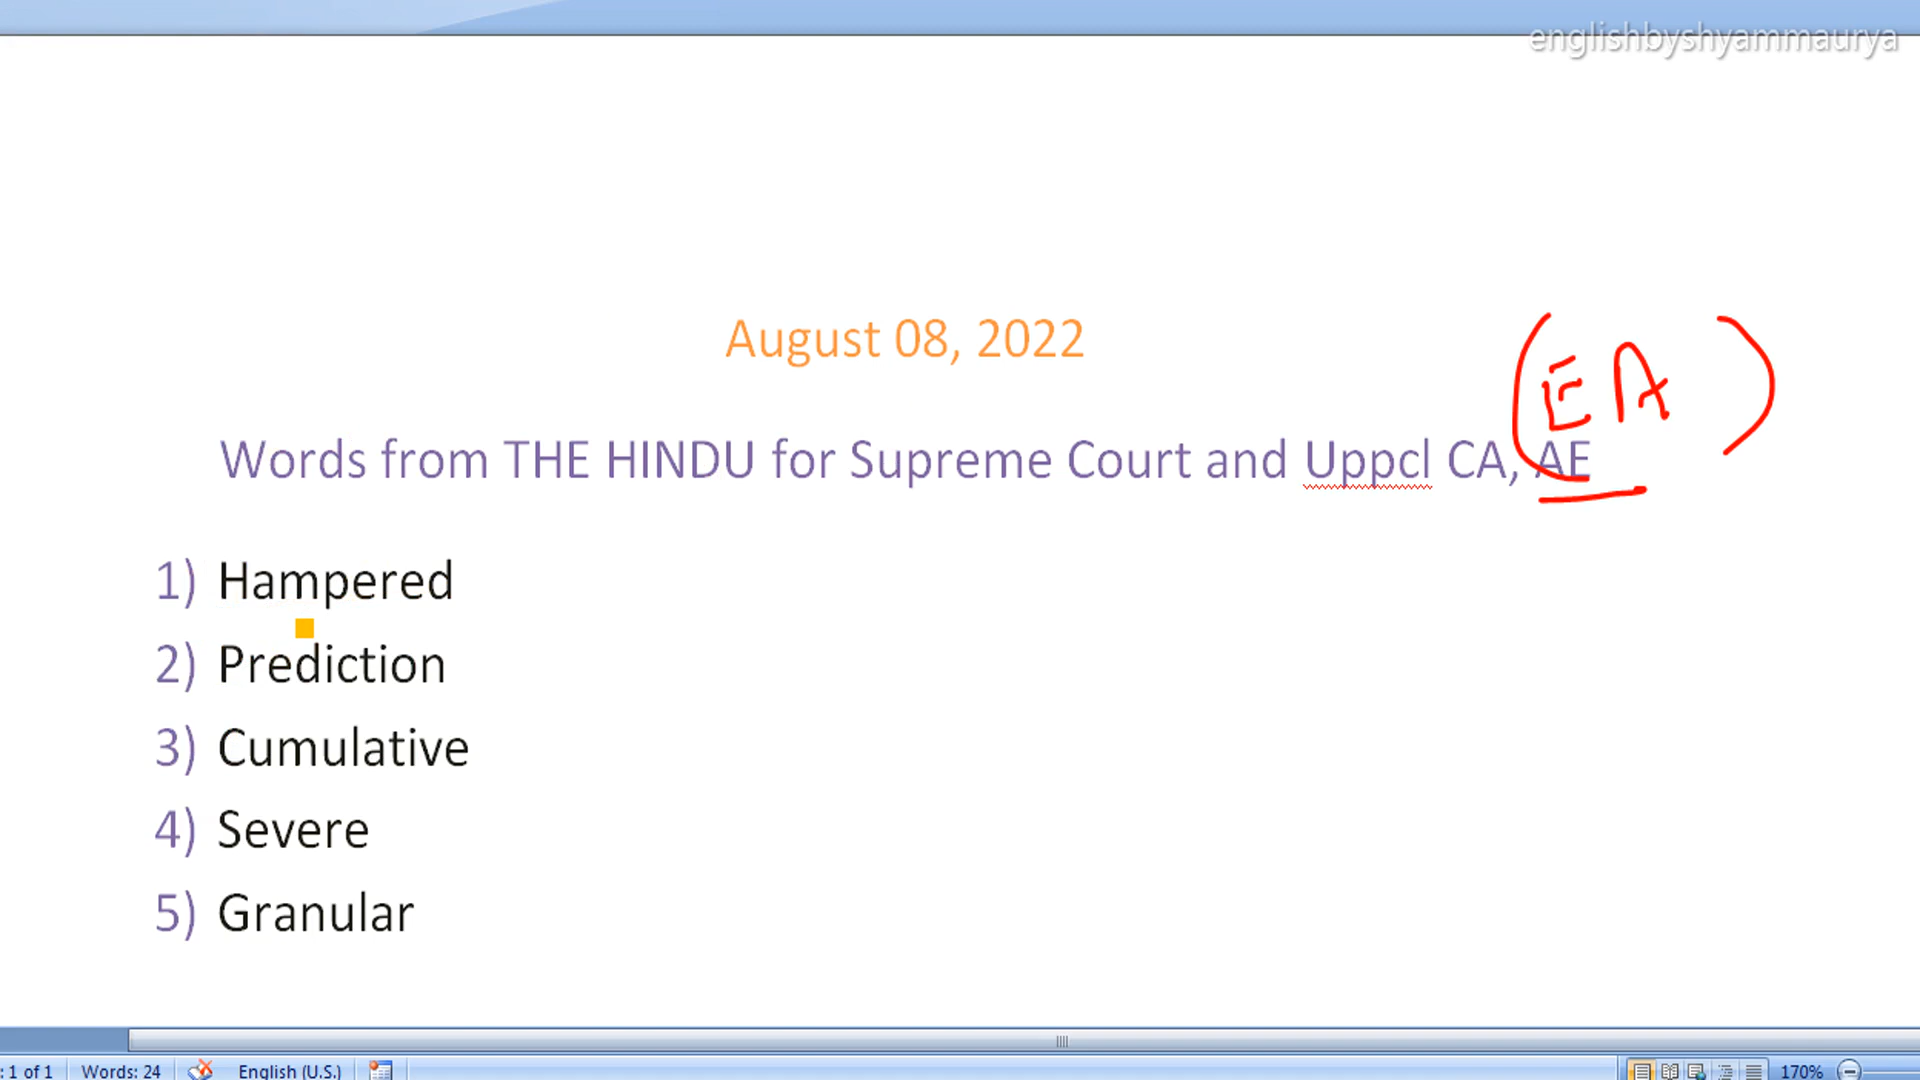 englishbyshyammaurya
August 08, 2022
(EA)
Words from THE HINDU for Supreme Court and Uppcl CA, AE
1) Hampered
2) Prediction
3) Cumulative
4) Severe
5) Granular
: 1 of 1 Words: 24 English (U.S.) 170%